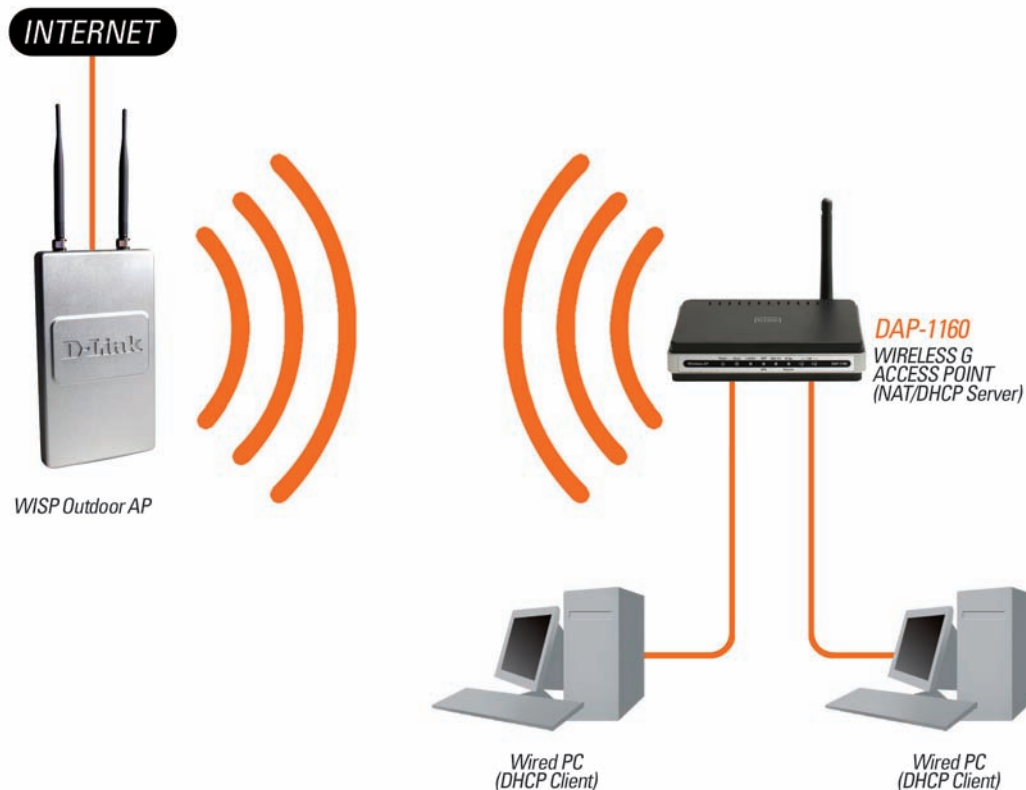 INTERNET
D-Link
WISP Outdoor AP
DAP-1160
WIRELESS G
ACCESS POINT
(NAT/DHCP Server)
Wired PC
(DHCP Client)
Wired PC
(DHCP Client)